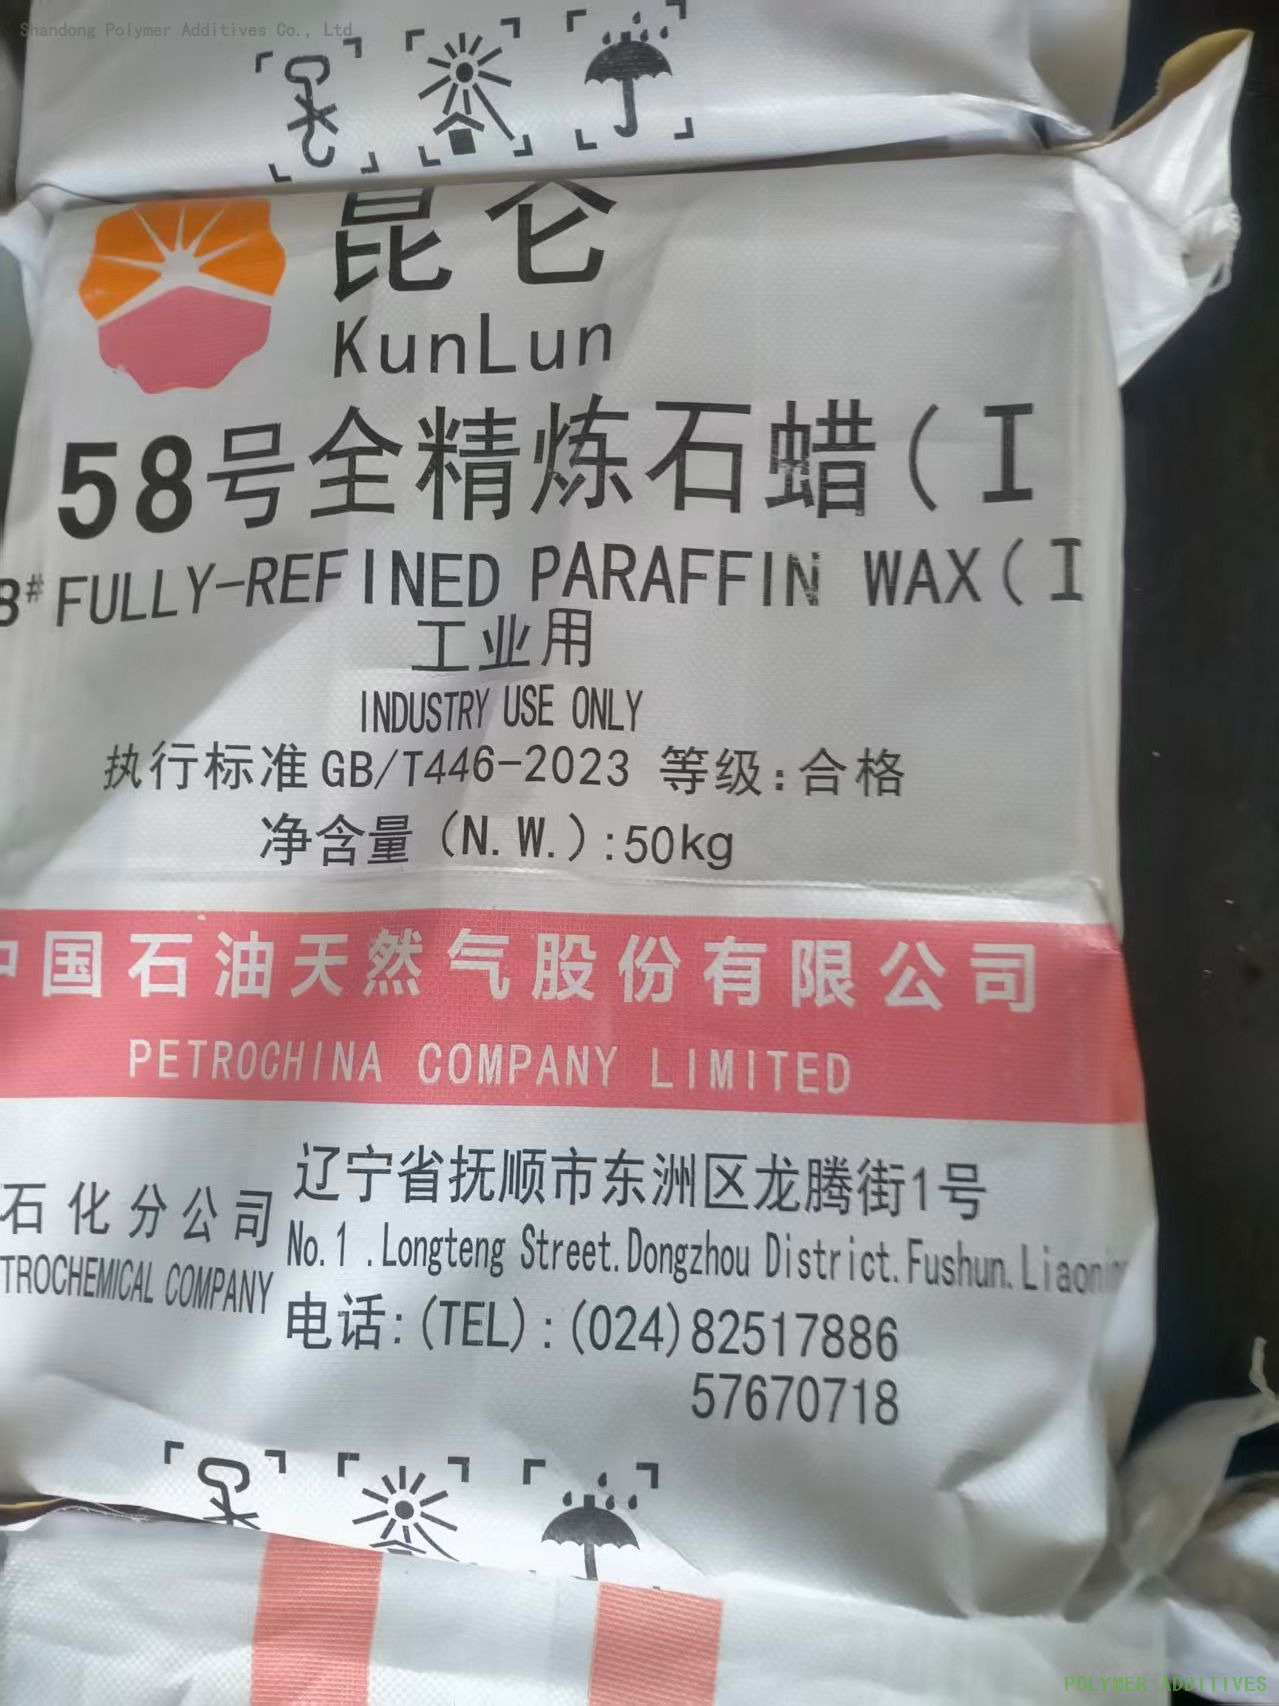 Shandong Polymer Additives Co., Ltd
昆仑
KunLun
58号全精炼石蜡(I
8# FULLY-REFINED PARAFFIN WAX(I
工业用
INDUSTRY USE ONLY
执行标准GB/T446-2023 等级:合格
净含量(N.W.):50kg
中国石油天然气股份有限公司
PETROCHINA COMPANY LIMITED
石化分公司
TROCHEMICAL COMPANY
辽宁省抚顺市东洲区龙腾街1号
No.1 .Longteng Street.Dongzhou District.Fushun.Liaonin
电话:(TEL):(024)82517886
57670718
POLYMER ADDITIVES